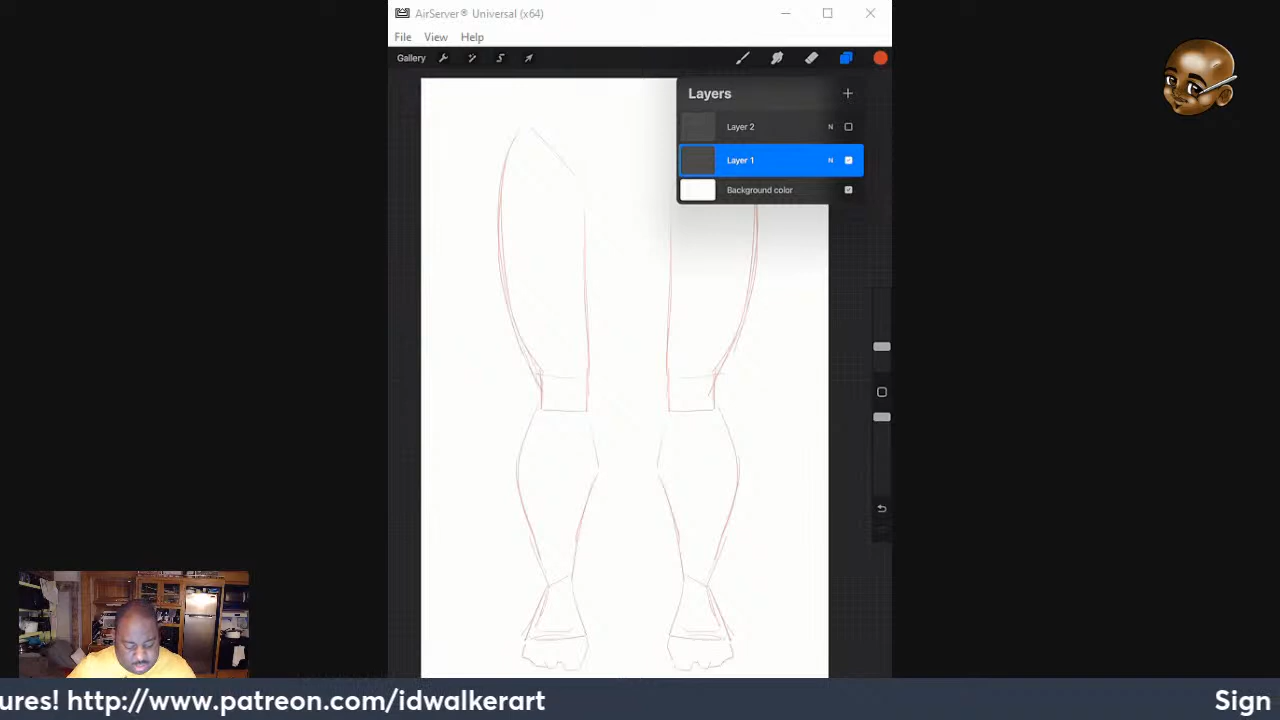 AirServer® Universal (x64)
File View Help
Gallery
Layers
Layer 2 N
Layer 1 N
Background color
ures! http://www.patreon.com/idwalkerart
Sign